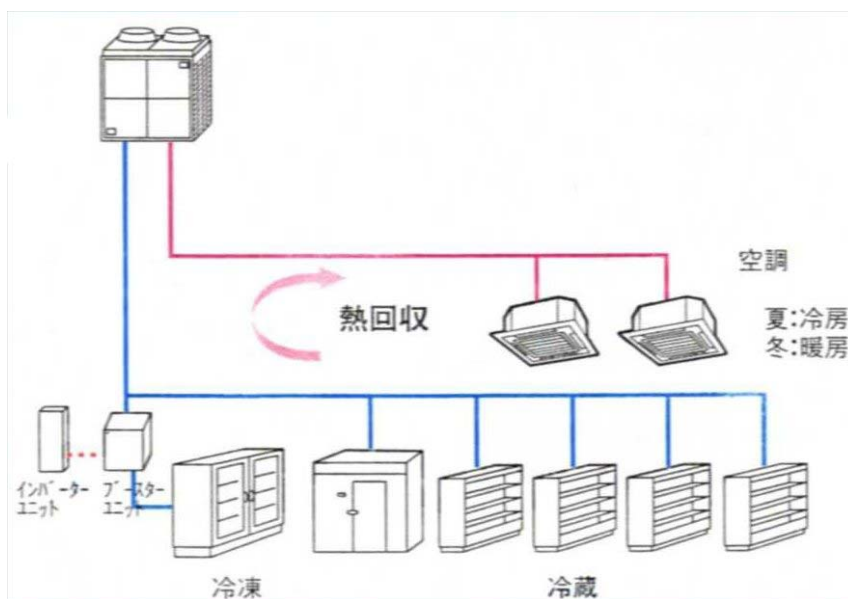 空調
熱回収
夏:冷房
冬:暖房
インバーター
ユニット
ブースター
ユニット
冷凍
冷蔵